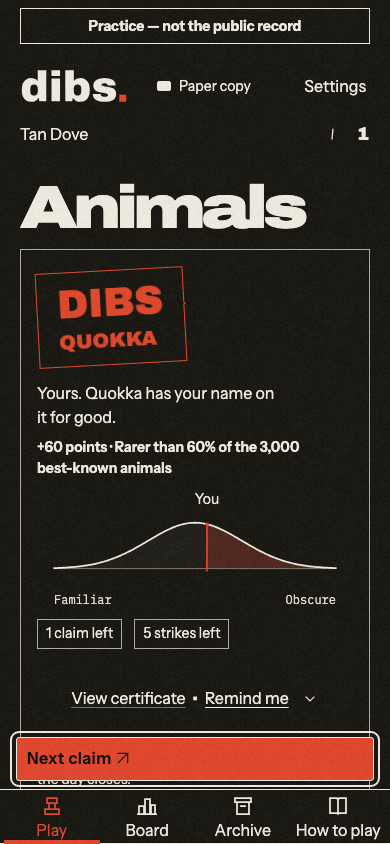 Practice — not the public record
dibs.
Paper copy
Settings
Tan Dove
/ 1
Animals
DIBS
QUOKKA
Yours. Quokka has your name on
it for good.
+60 points · Rarer than 60% of the 3,000
best-known animals
You
Familiar
Obscure
1 claim left
5 strikes left
View certificate ▪ Remind me
Next claim ↗
the day closes.
Play
Board
Archive
How to play